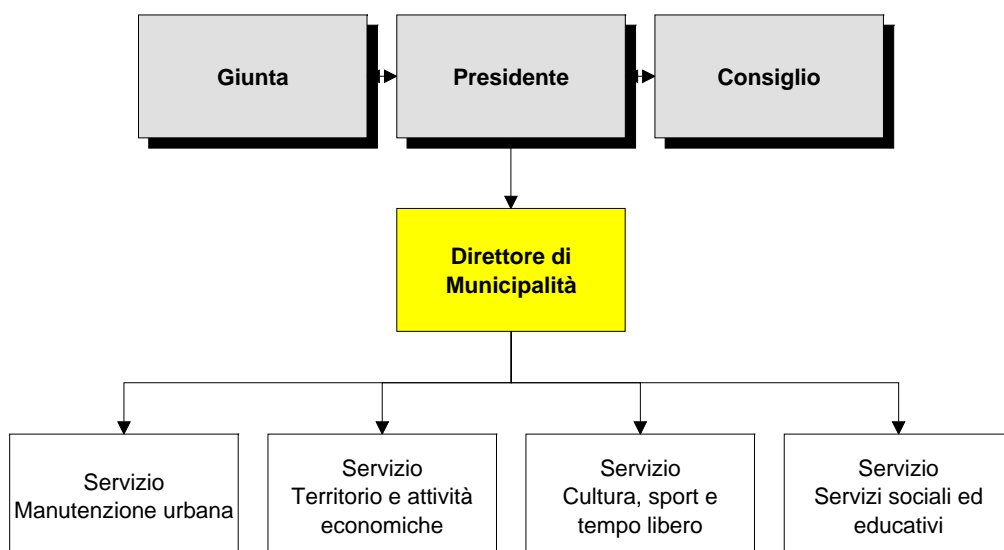 Giunta
Presidente
Consiglio
Direttore di
Municipalità
Servizio
Manutenzione urbana
Servizio
Territorio e attività
economiche
Servizio
Cultura, sport e
tempo libero
Servizio
Servizi sociali ed
educativi